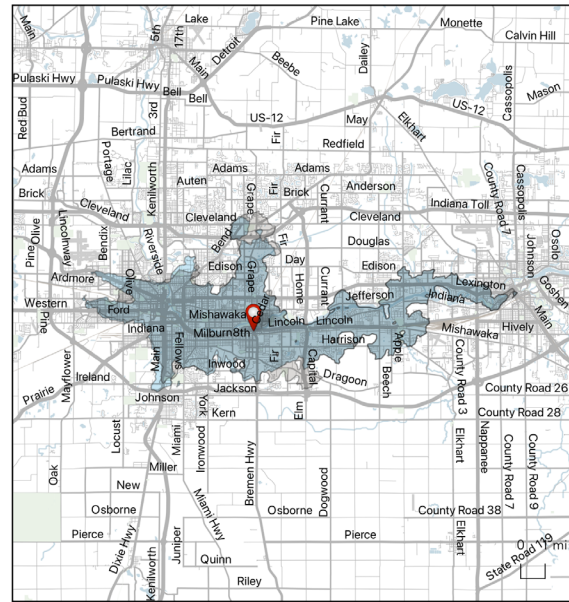 Main
Lake
5th
17th
Detroit
Pine Lake
Monette
Calvin Hill
Main
Beebe
Dailey
Pulaski Hwy
Pulaski Hwy
Bell
Bell
Cassopolis
Mason
Red Bud
3rd
US-12
US-12
May
Bertrand
Fir
Redfield
Elkhart
Portage
Lilac
Kenilworth
Adams
Adams
Adams
Auten
Brick
Grape
Fir
Brick
Currant
Anderson
County Road 7
Cassopolis
Cleveland
Cleveland
Cleveland
Indiana Toll
Olive
Pine
Lincolnway
Bendix
Riverside
Bend
Fir
Douglas
Johnson
Osolo
Edison
Grape
Day
Edison
Ardmore
Olive
Home
Currant
Lexington
Goshen
Jefferson
Indiana
Western
Ford
Mishawaka
Cedar
Lincoln
Lincoln
Main
Pine
Indiana
Milburn
8th
Mishawaka
Hively
Main
Fellows
Harrison
Apple
Inwood
Fir
Capital
Mayflower
Ireland
Dragoon
Beech
County Road 3
Prairie
Johnson
Jackson
County Road 26
York
Kern
Elm
County Road 28
Locust
Miami
Ironwood
Elkhart
Nappanee
Oak
Miller
Bremen Hwy
Dogwood
County Road 7
County Road 9
New
Miami Hwy
Osborne
Osborne
County Road 38
Pierce
Pierce
Dixie Hwy
Juniper
Elkhart
State Road 119
0 1 mi
Quinn
Kenilworth
Riley